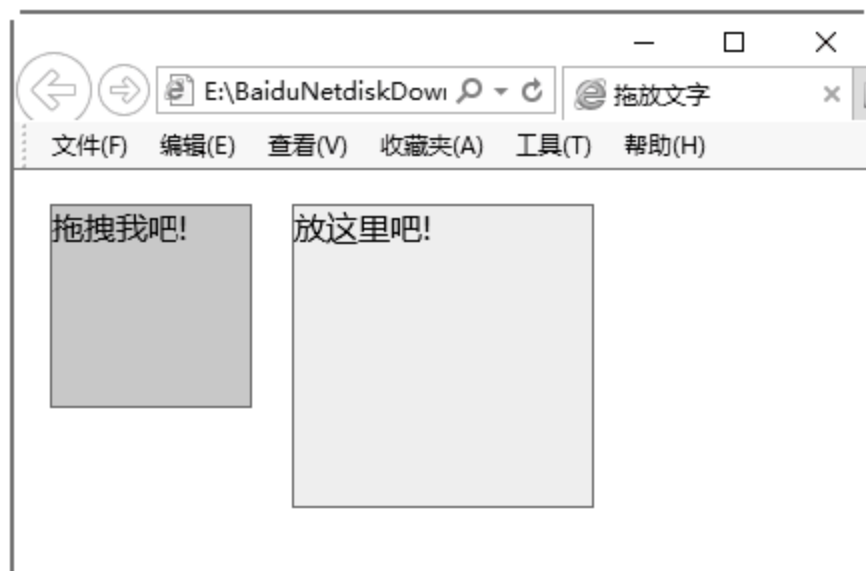 E:\BaiduNetdiskDow
拖放文字
文件(F) 编辑(E) 查看(V) 收藏夹(A) 工具(T) 帮助(H)
拖拽我吧!
放这里吧!